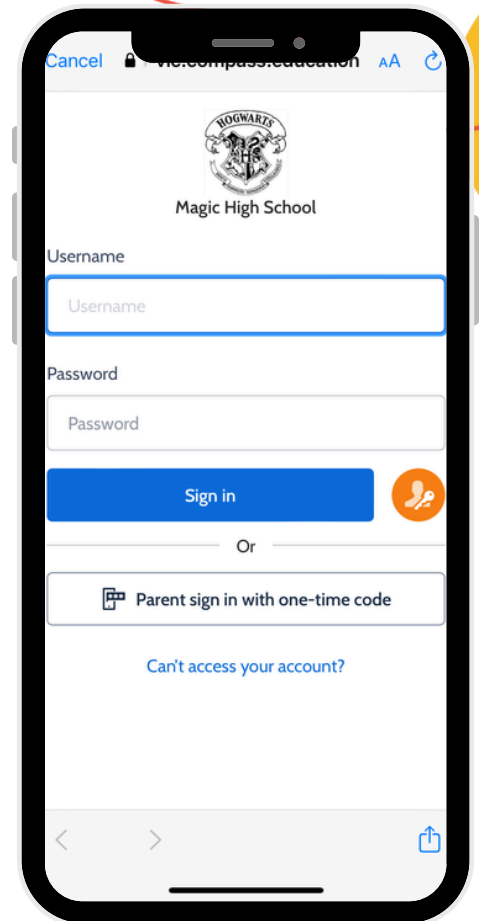 Cancel vic.compass.education AA
HOGWARTS
Magic High School
Username
Username
Password
Password
Sign in
Or
Parent sign in with one-time code
Can't access your account?